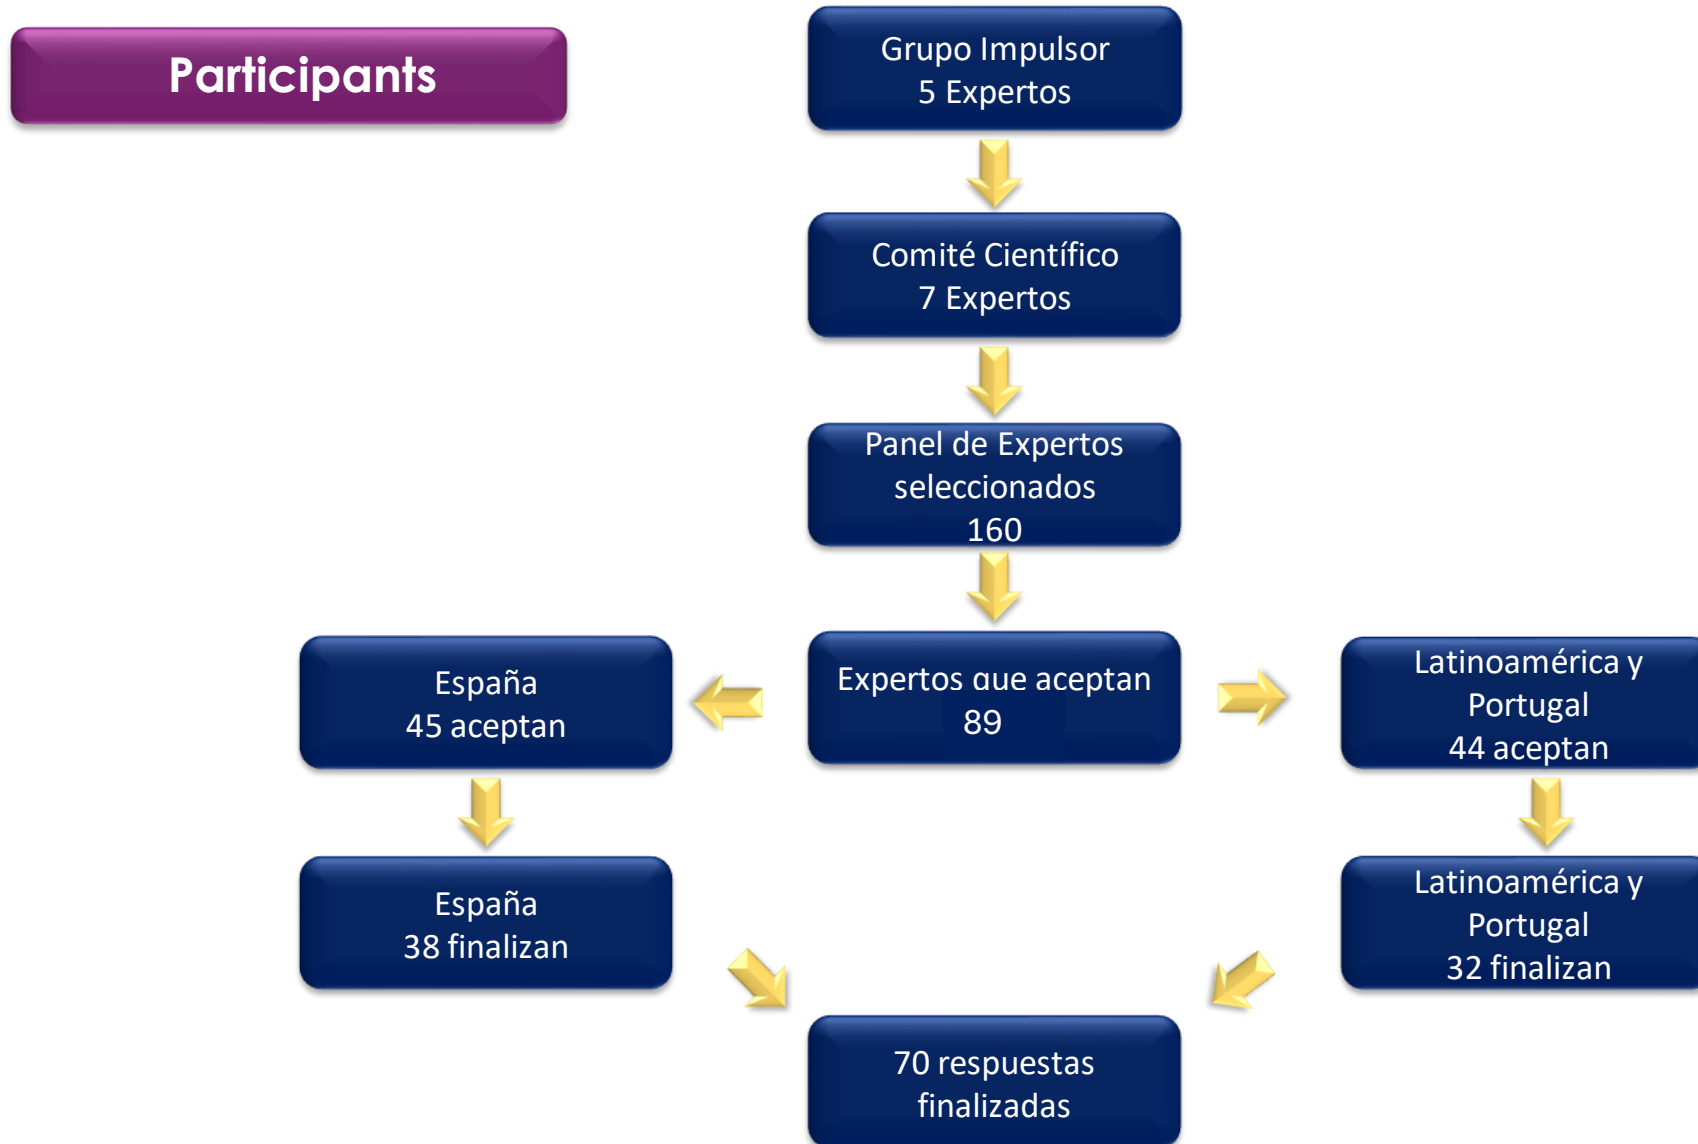 Participants
Grupo Impulsor
5 Expertos
Comité Científico
7 Expertos
Panel de Expertos
seleccionados
160
Expertos que aceptan
89
España
45 aceptan
Latinoamérica y
Portugal
44 aceptan
España
38 finalizan
Latinoamérica y
Portugal
32 finalizan
70 respuestas
finalizadas